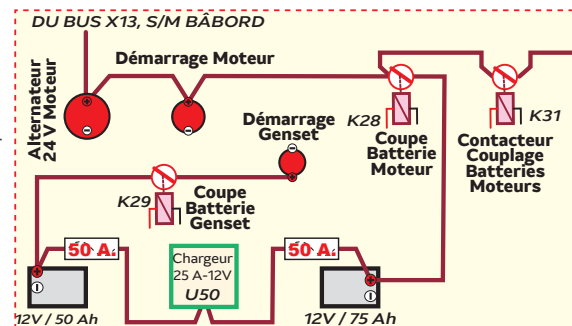 DU BUS X13, S/M BÂBORD
Démarrage Moteur
Alternateur
24 V Moteur
Démarrage
Genset
K28
Coupe
Batterie
Moteur
K31
Contacteur
Couplage
Batteries
Moteurs
K29
Coupe
Batterie
Genset
50 A.
Chargeur
25 A-12V
U50
50 A.
12V / 50 Ah
12V / 75 Ah